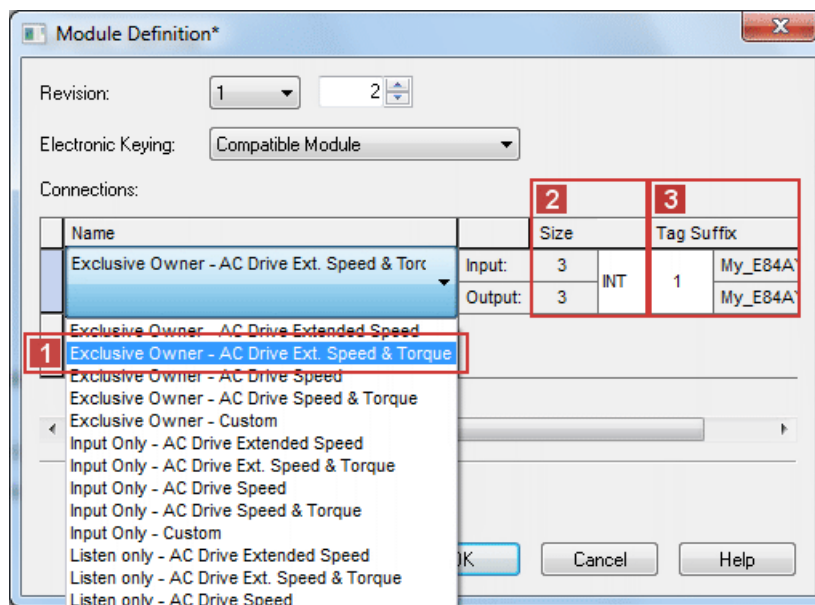 Module Definition*
Revision: 1 2
Electronic Keying: Compatible Module
Connections:
2 3
Name Size Tag Suffix
Exclusive Owner - AC Drive Ext. Speed & Input: 3 INT 1
Output: 3
Exclusive Owner - AC Drive Extended Speed
1 Exclusive Owner - AC Drive Ext. Speed & Torque
Exclusive Owner - AC Drive Speed
Exclusive Owner - AC Drive Speed & Torque
Exclusive Owner - Custom
Input Only - AC Drive Extended Speed
Input Only - AC Drive Ext. Speed & Torque
Input Only - AC Drive Speed
Input Only - AC Drive Speed & Torque
Input Only - Custom
Listen only - AC Drive Extended Speed
Listen only - AC Drive Ext. Speed & Torque
Listen only - AC Drive Speed
Cancel Help